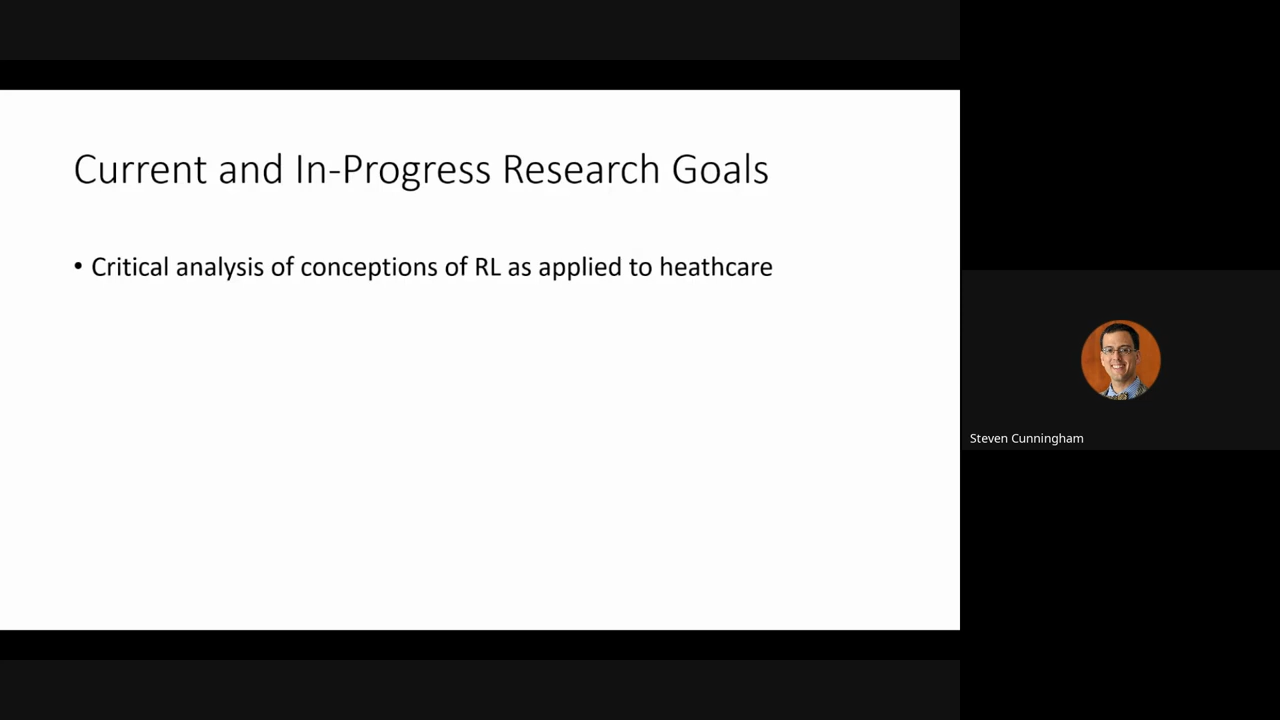 Current and In-Progress Research Goals
• Critical analysis of conceptions of RL as applied to heathcare
Steven Cunningham